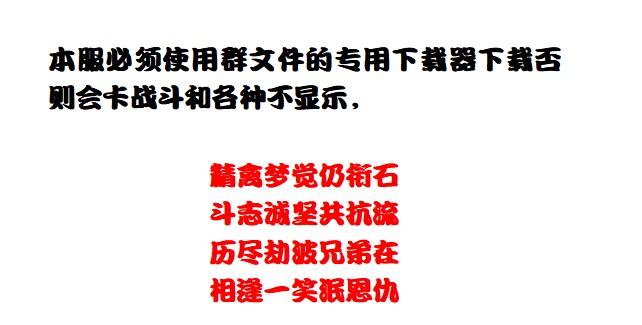 本服必须使用群文件的专用下载器下载否
则会卡战斗和各种不显示，
精禽梦觉仍衔石
斗志诚坚共抗流
历尽劫波兄弟在
相逢一笑泯恩仇